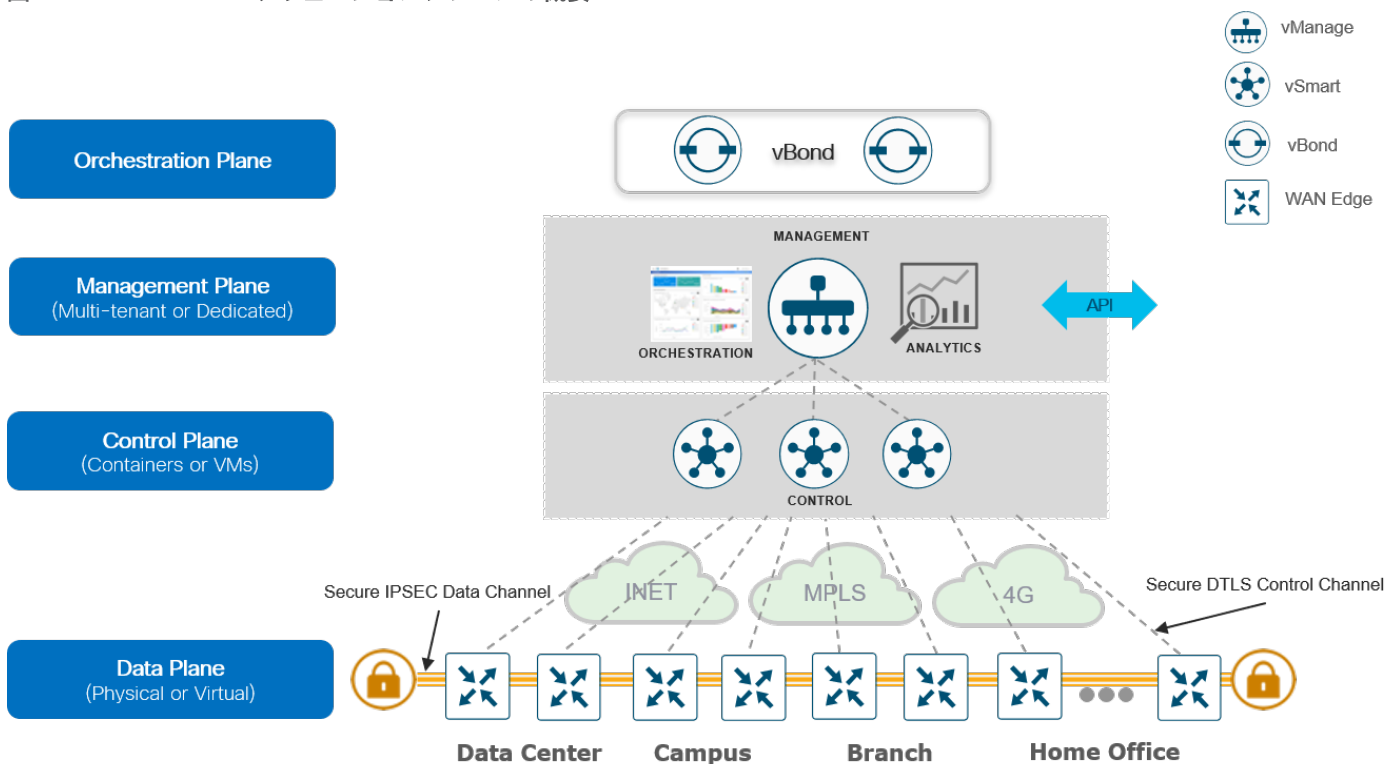 vManage
vSmart
vBond
WAN Edge
Orchestration Plane
vBond
Management Plane
(Multi-tenant or Dedicated)
MANAGEMENT
ORCHESTRATION
ANALYTICS
API
Control Plane
(Containers or VMs)
CONTROL
INET
MPLS
4G
Secure IPSEC Data Channel
Secure DTLS Control Channel
Data Plane
(Physical or Virtual)
Data Center
Campus
Branch
Home Office